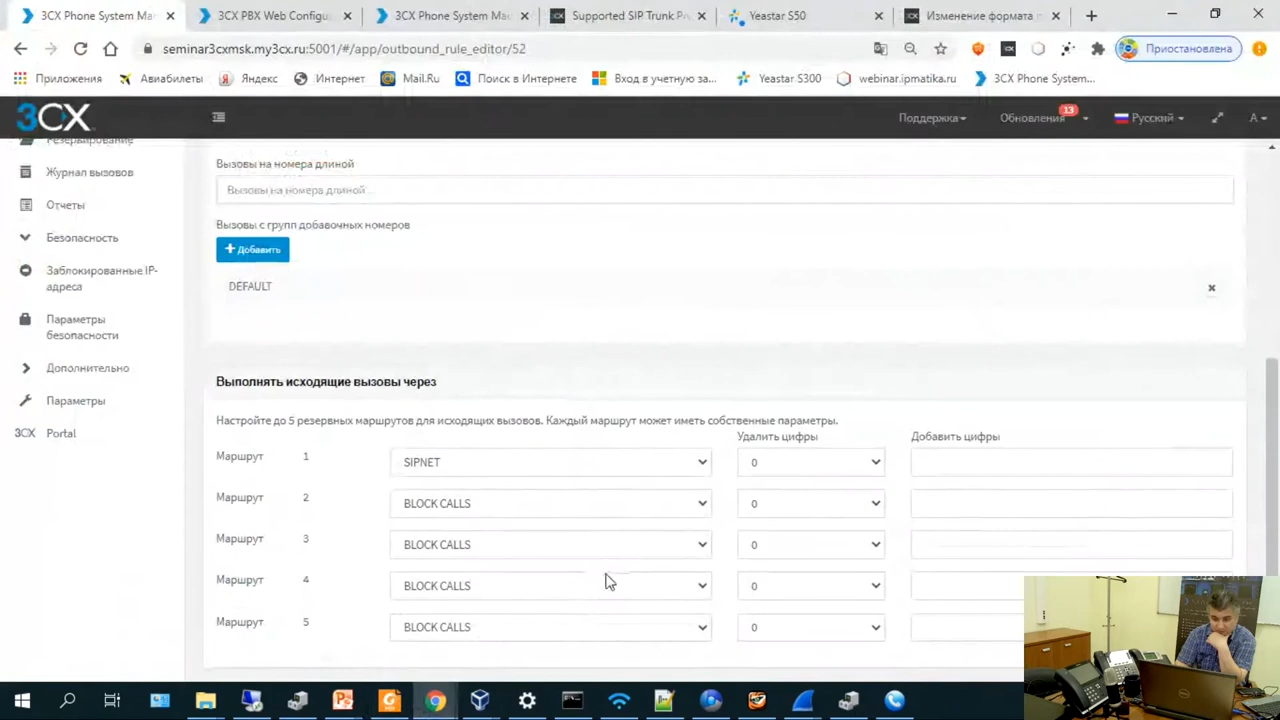 3CX Phone System Mar
3CX PBX Web Configu
3CX Phone System Ma
Supported SIP Trunk Pr
Yeastar S50
Изменение формата г
seminar3cxmsk.my3cx.ru:5001/#/app/outbound_rule_editor/52
Приостановлена
Приложения
Авиабилеты
Яндекс
Интернет
Mail.Ru
Поиск в Интернете
Вход в учетную за...
Yeastar S300
webinar.ipmatika.ru
3CX Phone System...
3CX
Поддержка
Обновления
13
Русский
A
Резервирование
Журнал вызовов
Отчеты
Безопасность
Заблокированные IP-
адреса
Параметры
безопасности
Дополнительно
Параметры
3CX Portal
Вызовы на номера длиной
Вызовы на номера длиной
Вызовы с групп добавочных номеров
+ Добавить
DEFAULT
Выполнять исходящие вызовы через
Настройте до 5 резервных маршрутов для исходящих вызовов. Каждый маршрут может иметь собственные параметры.
Удалить цифры
Добавить цифры
Маршрут 1 SIPNET 0
Маршрут 2 BLOCK CALLS 0
Маршрут 3 BLOCK CALLS 0
Маршрут 4 BLOCK CALLS 0
Маршрут 5 BLOCK CALLS 0